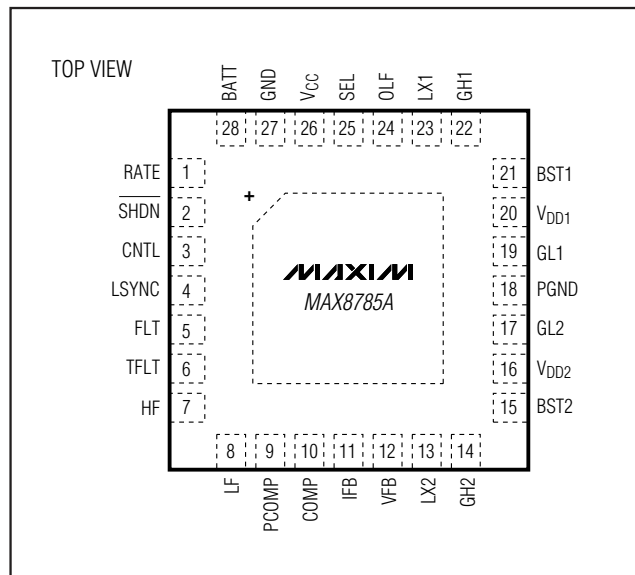 TOP VIEW
BATT
GND
VCC
SEL
OLF
LX1
GH1
28 27 26 25 24 23 22
RATE 1
SHDN 2
CNTL 3
LSYNC 4
FLT 5
TFLT 6
HF 7
+
MAXIM
MAX8785A
21 BST1
20 VDD1
19 GL1
18 PGND
17 GL2
16 VDD2
15 BST2
8 9 10 11 12 13 14
LF
PCOMP
COMP
IFB
VFB
LX2
GH2